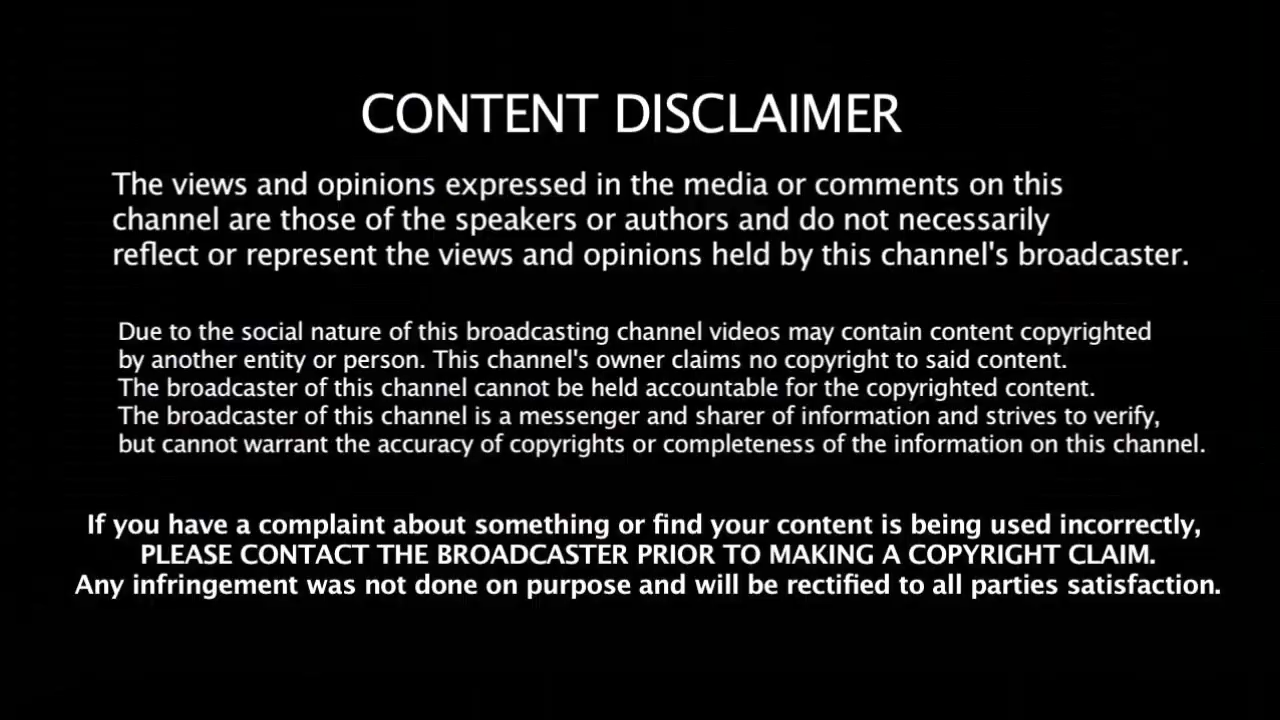 CONTENT DISCLAIMER
The views and opinions expressed in the media or comments on this
channel are those of the speakers or authors and do not necessarily
reflect or represent the views and opinions held by this channel's broadcaster.
Due to the social nature of this broadcasting channel videos may contain content copyrighted
by another entity or person. This channel's owner claims no copyright to said content.
The broadcaster of this channel cannot be held accountable for the copyrighted content.
The broadcaster of this channel is a messenger and sharer of information and strives to verify,
but cannot warrant the accuracy of copyrights or completeness of the information on this channel.
If you have a complaint about something or find your content is being used incorrectly,
PLEASE CONTACT THE BROADCASTER PRIOR TO MAKING A COPYRIGHT CLAIM.
Any infringement was not done on purpose and will be rectified to all parties satisfaction.